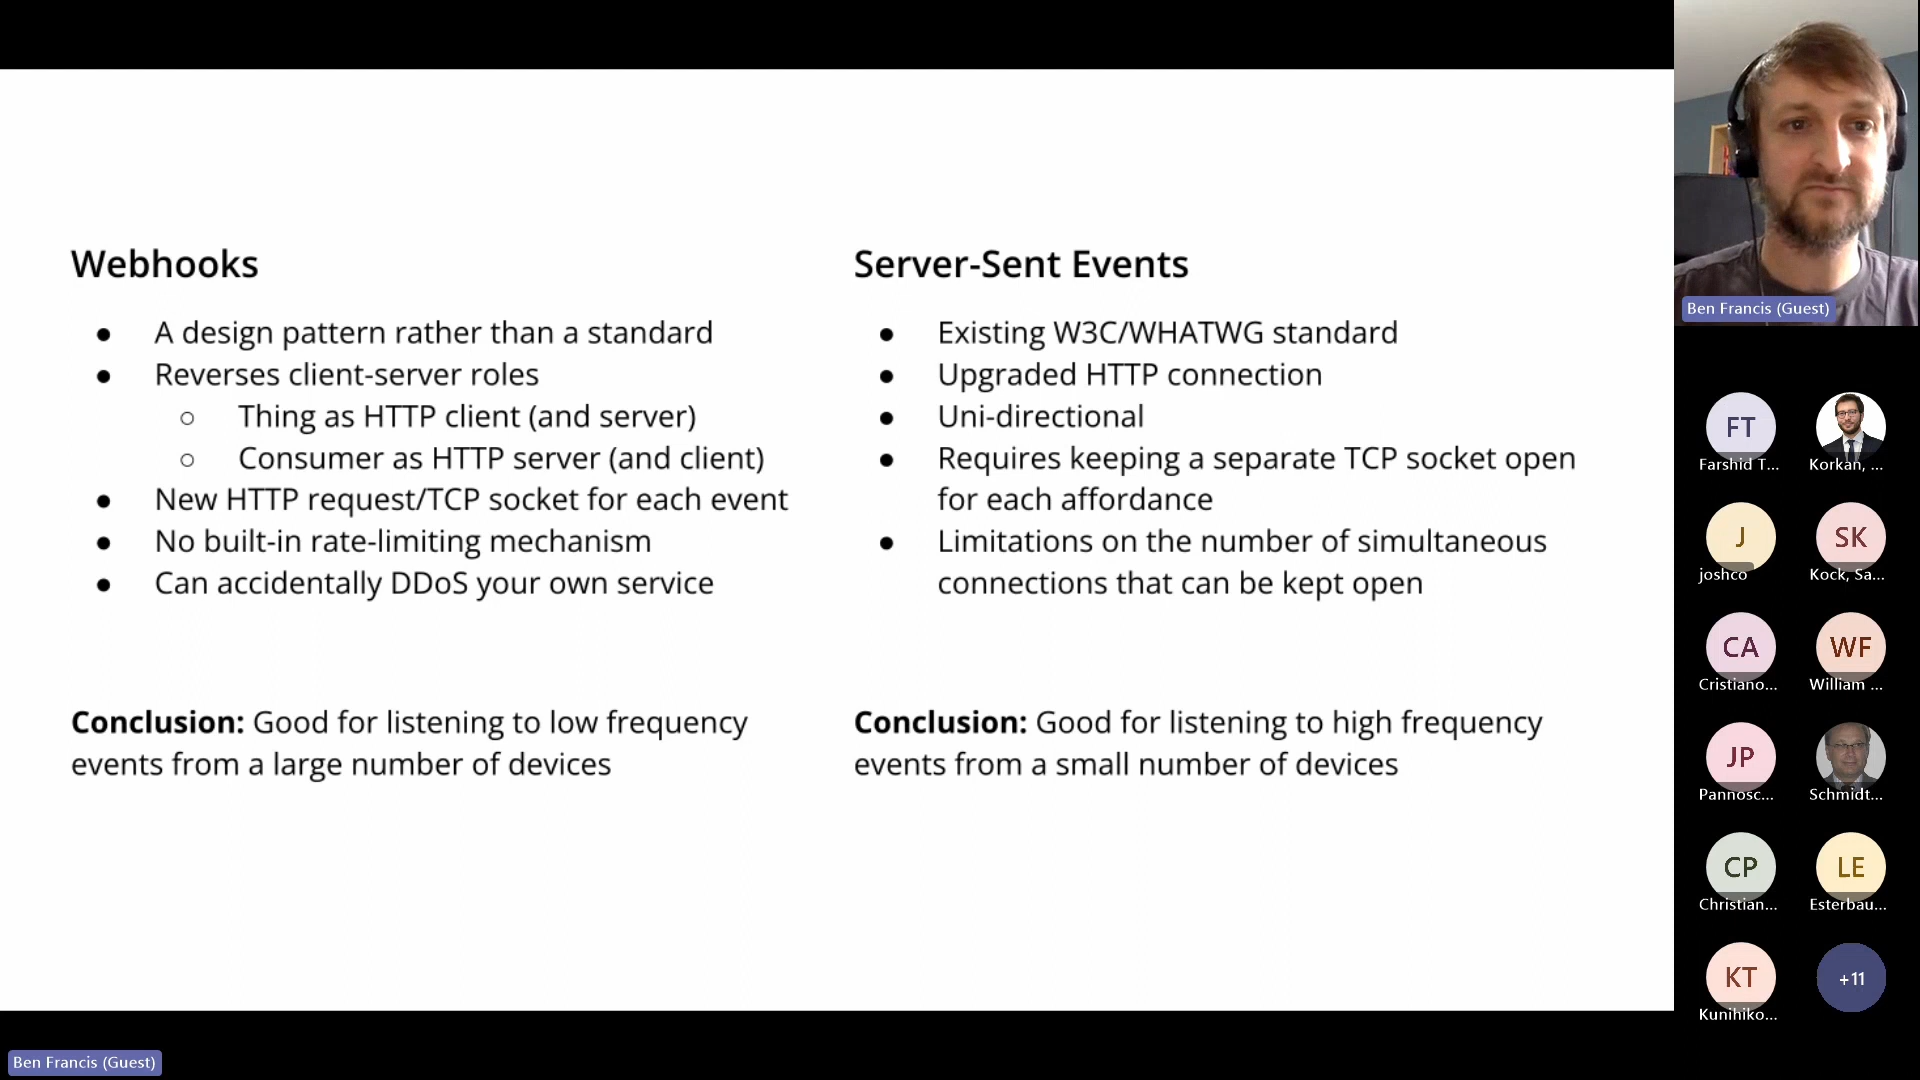 Webhooks
● A design pattern rather than a standard
● Reverses client-server roles
○ Thing as HTTP client (and server)
○ Consumer as HTTP server (and client)
● New HTTP request/TCP socket for each event
● No built-in rate-limiting mechanism
● Can accidentally DDoS your own service
Conclusion: Good for listening to low frequency
events from a large number of devices
Server-Sent Events
● Existing W3C/WHATWG standard
● Upgraded HTTP connection
● Uni-directional
● Requires keeping a separate TCP socket open
for each affordance
● Limitations on the number of simultaneous
connections that can be kept open
Conclusion: Good for listening to high frequency
events from a small number of devices
Ben Francis (Guest)
FT
Farshid T...
Korkan, ...
J
joshco
SK
Kock, Sa...
CA
Cristiano...
WF
William ...
JP
Pannosc...
Schmidt...
CP
Christian...
LE
Esterbau...
KT
Kunihiko...
+11
Ben Francis (Guest)